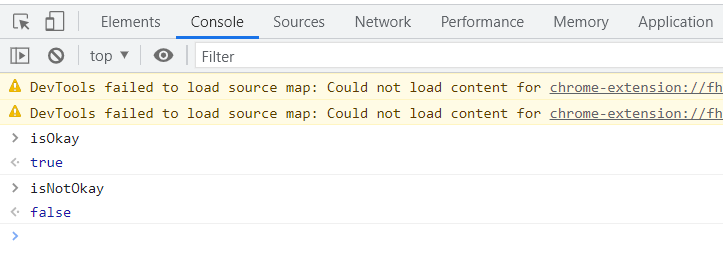 Elements Console Sources Network Performance Memory Application
top Filter
DevTools failed to load source map: Could not load content for chrome-extension://fh
DevTools failed to load source map: Could not load content for chrome-extension://fh
> isOkay
true
> isNotOkay
false
>